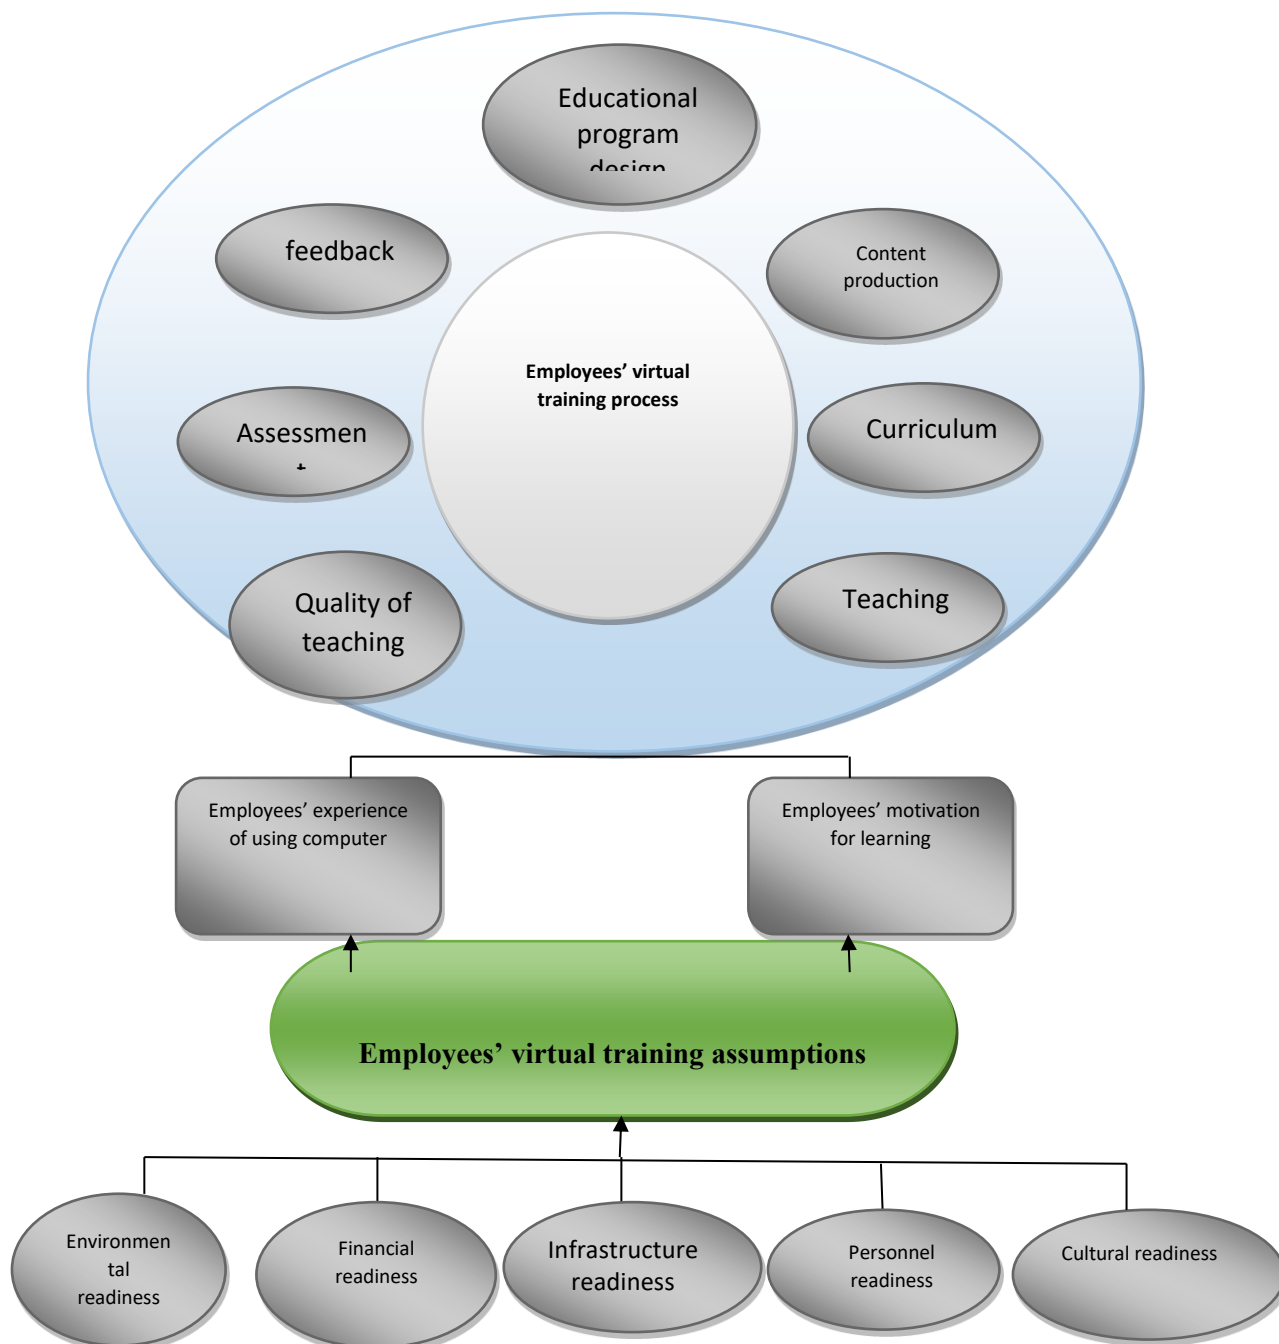 Educational
program
design
feedback
Content
production
Employees’ virtual
training process
Assessmen
t
Curriculum
Quality of
teaching
Teaching
Employees’ experience
of using computer
Employees’ motivation
for learning
Employees’ virtual training assumptions
Environmen
tal
readiness
Financial
readiness
Infrastructure
readiness
Personnel
readiness
Cultural readiness